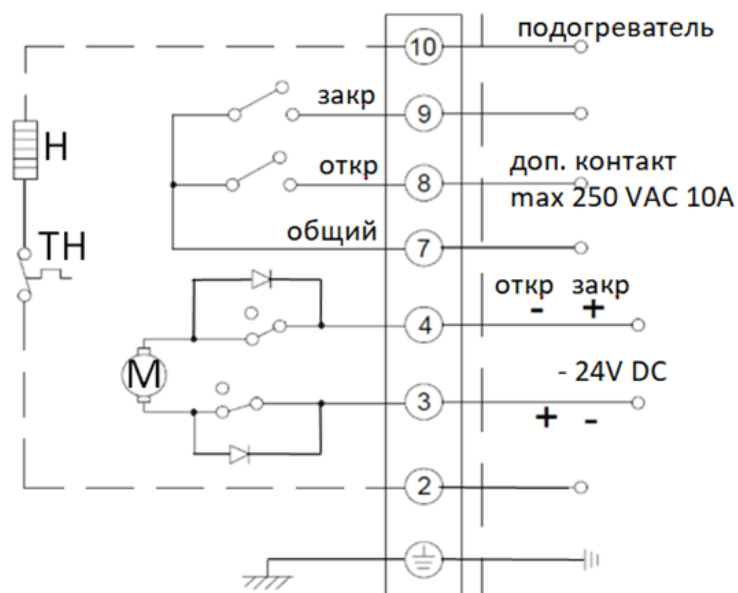 10 подогреватель
закр 9
H
откр 8 доп. контакт
max 250 VAC 10A
TH
общий 7
откр закр
4 - +
M
- 24V DC
3
+ -
2